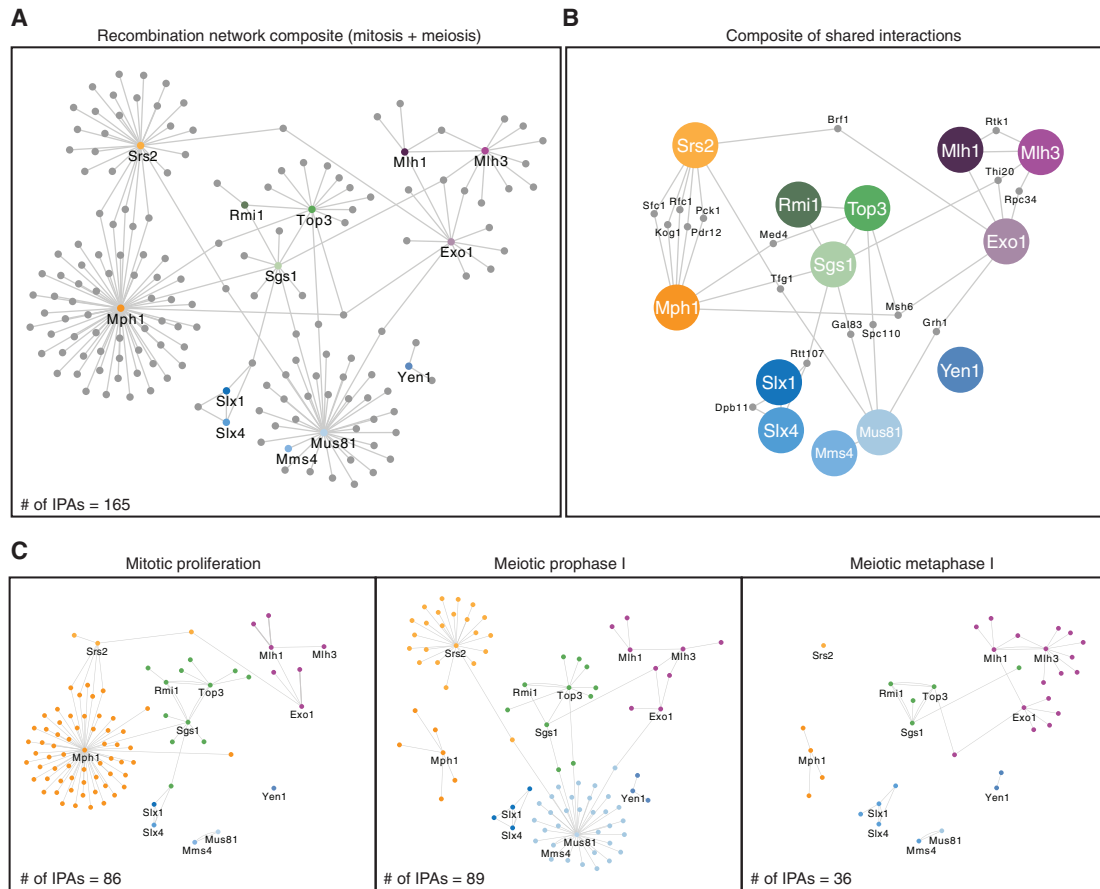 A
Recombination network composite (mitosis + meiosis)
Srs2
Mlh1
Mlh3
Rmi1
Top3
Exo1
Sgs1
Mph1
Yen1
Slx1
Slx4
Mus81
Mms4
# of IPAs = 165
B
Composite of shared interactions
Brf1
Rtk1
Srs2
Mlh1
Mlh3
Thi20
Rpc34
Sfc1
Rfc1
Pck1
Kog1
Pdr12
Rmi1
Top3
Med4
Exo1
Sgs1
Tfg1
Mph1
Msh6
Gal83
Spc110
Grh1
Rtt107
Yen1
Slx1
Dpb11
Slx4
Mus81
Mms4
C
Mitotic proliferation
Srs2
Mlh1
Mlh3
Rmi1
Top3
Exo1
Sgs1
Mph1
Yen1
Slx1
Slx4
Mus81
Mms4
# of IPAs = 86
Meiotic prophase I
Srs2
Mlh1
Mlh3
Rmi1
Top3
Exo1
Sgs1
Mph1
Yen1
Slx1
Slx4
Mus81
Mms4
# of IPAs = 89
Meiotic metaphase I
Srs2
Mlh1
Mlh3
Rmi1
Top3
Exo1
Sgs1
Mph1
Yen1
Slx1
Slx4
Mus81
Mms4
# of IPAs = 36